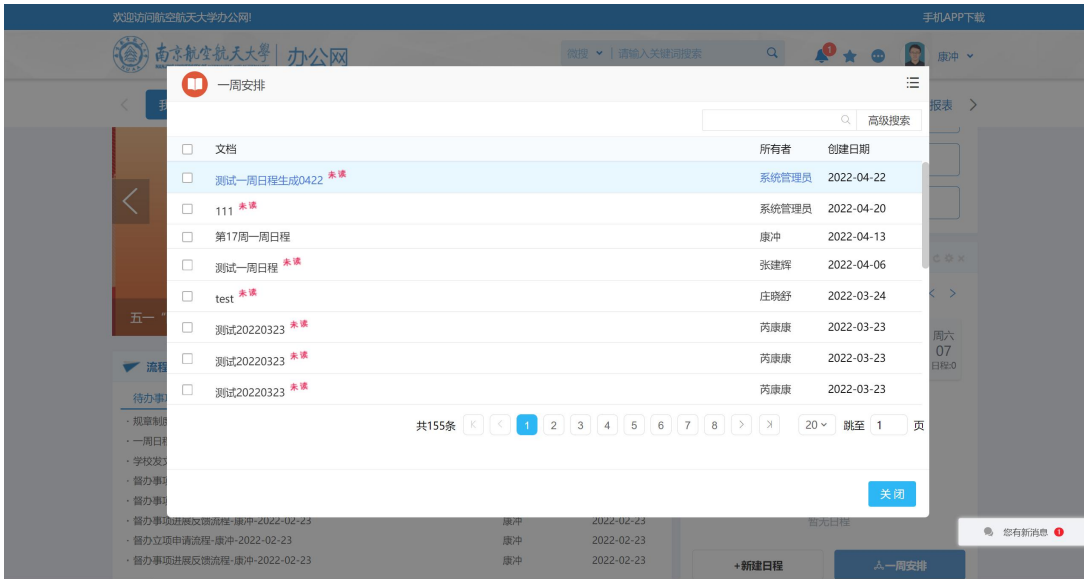 欢迎访问航空航天大学办公网! 手机APP下载
南京航空航天大學 办公网 微搜 请输入关键词搜索 1 康冲
一周安排
报表
高级搜索
文档 所有者 创建日期
测试一周日程生成0422 未读 系统管理员 2022-04-22
111 未读 系统管理员 2022-04-20
第17周一周日程 康冲 2022-04-13
测试一周日程 未读 张建辉 2022-04-06
test 未读 庄晓舒 2022-03-24
五一“
测试20220323 未读 芮康康 2022-03-23
周六
07
日程:0
测试20220323 未读 芮康康 2022-03-23
流程
测试20220323 未读 芮康康 2022-03-23
待办事
共155条 1 2 3 4 5 6 7 8 20 跳至 1 页
· 规章制
· 一周日
· 学校发
· 督办事
· 督办事
关闭
· 督办事项进展反馈流程-康冲-2022-02-23 康冲 2022-02-23
暂无日程
· 督办立项申请流程-康冲-2022-02-23 康冲 2022-02-23
您有新消息 1
· 督办事项进展反馈流程-康冲-2022-02-23 康冲 2022-02-23
+新建日程 一周安排